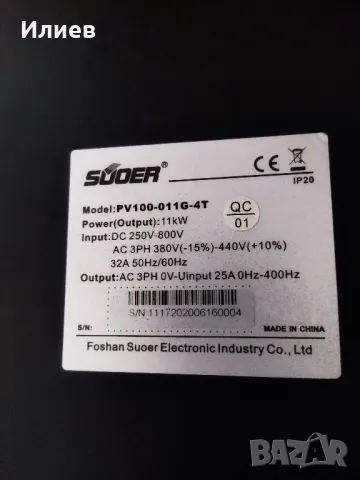 Илиев
SUOER
CE
IP20
Model:PV100-011G-4T
QC
01
Power(Output):11kW
Input:DC 250V-800V
AC 3PH 380V(-15%)-440V(+10%)
32A 50Hz/60Hz
Output:AC 3PH 0V-Uinput 25A 0Hz-400Hz
S/N 1117202006160004
S/N:
MADE IN CHINA
Foshan Suoer Electronic Industry Co., Ltd
BAZAR